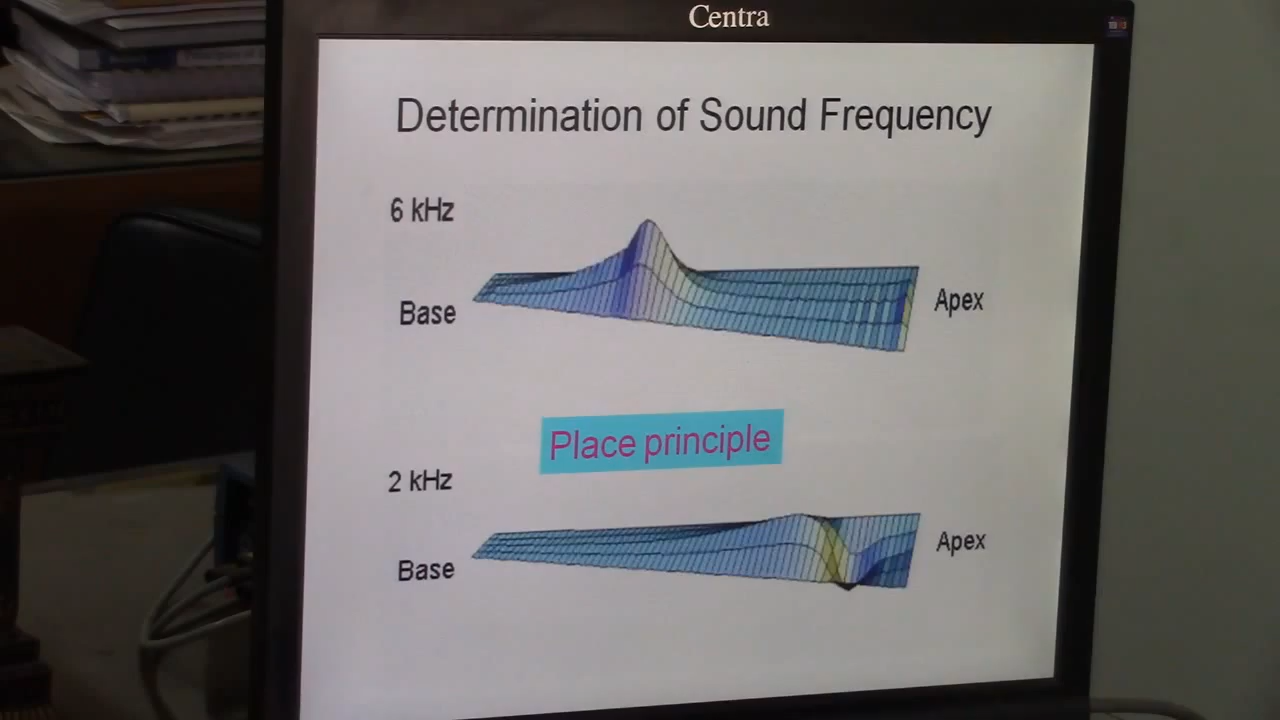 Centra
Determination of Sound Frequency
6 kHz
Base
Apex
Place principle
2 kHz
Base
Apex